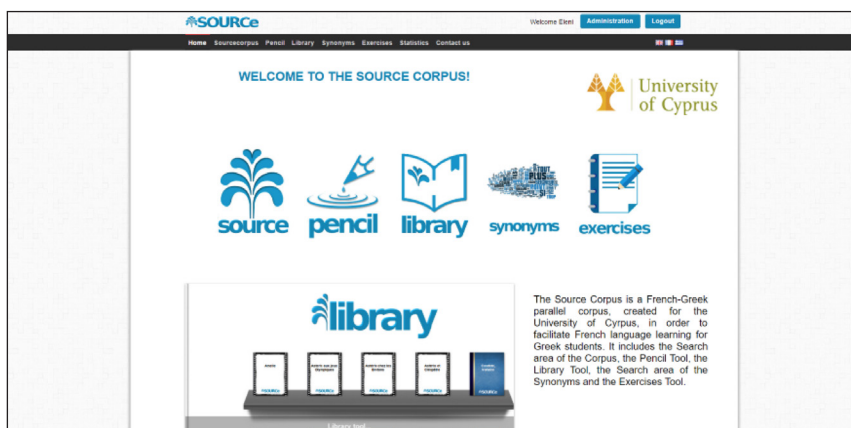 SOURCe
Welcome Eleni Administration Logout
Home Sourcecorpus Pencil Library Synonyms Exercises Statistics Contact us
WELCOME TO THE SOURCE CORPUS!
University
of Cyprus
PLUS
source pencil library synonyms exercises
library
The Source Corpus is a French-Greek
parallel corpus, created for the
University of Cyrpus, in order to
facilitate French language learning for
Greek students. It includes the Search
area of the Corpus, the Pencil Tool, the
Library Tool, the Search area of the
Synonyms and the Exercises Tool.
Library tool